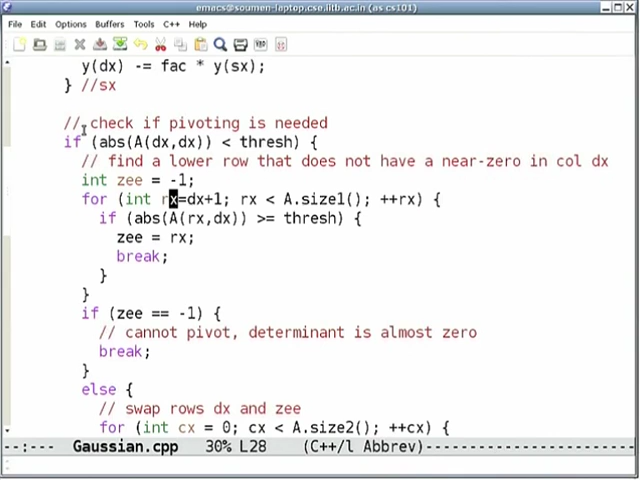 emacs@soumen-laptop.cse.iitb.ac.in (as cs101)
File Edit Options Buffers Tools C++ Help
y(dx) -= fac * y(sx);
} //sx
// check if pivoting is needed
if (abs(A(dx,dx)) < thresh) {
// find a lower row that does not have a near-zero in col dx
int zee = -1;
for (int rx=dx+1; rx < A.size1(); ++rx) {
if (abs(A(rx,dx)) >= thresh) {
zee = rx;
break;
}
}
if (zee == -1) {
// cannot pivot, determinant is almost zero
break;
}
else {
// swap rows dx and zee
for (int cx = 0; cx < A.size2(); ++cx) {
--:--- Gaussian.cpp 30% L28 (C++/l Abbrev)-----------------------